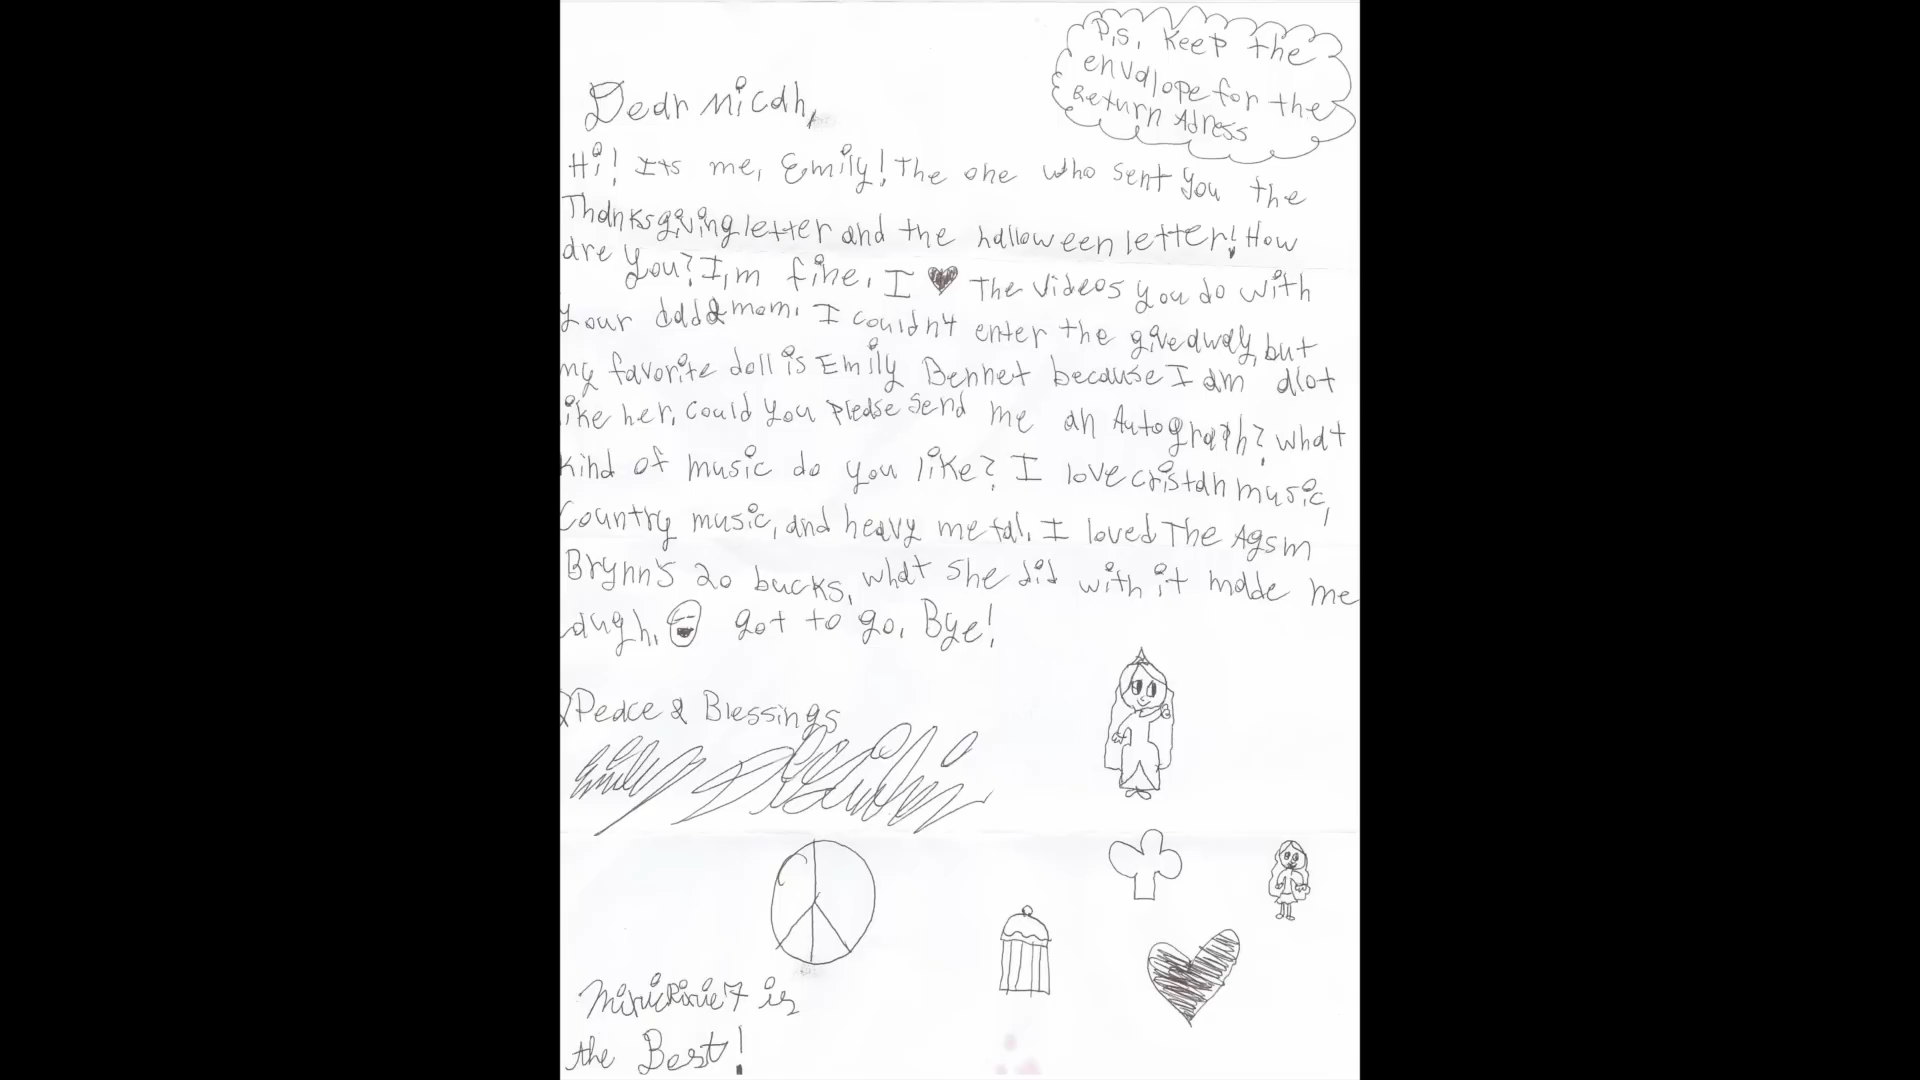 P.S. Keep the
envalope for the
Return Adress
Dear Micah,
Hi! Its me, Emily! The one who sent you the
Thanksgiving letter and the halloween letter! How
are you? I,m fine. I ♥ the videos you do with
your dad & mom. I couldn't enter the giveaway, but
my favorite doll is Emily Bennet because I am alot
like her. Could you please send me an Autograph? What
kind of music do you like? I love cristan music,
Country music, and heavy metal. I loved The Agsm
Brynn's 20 bucks, what she did with it made me
laugh. got to go. Bye!
Peace & Blessings
Emily
is
the Best!